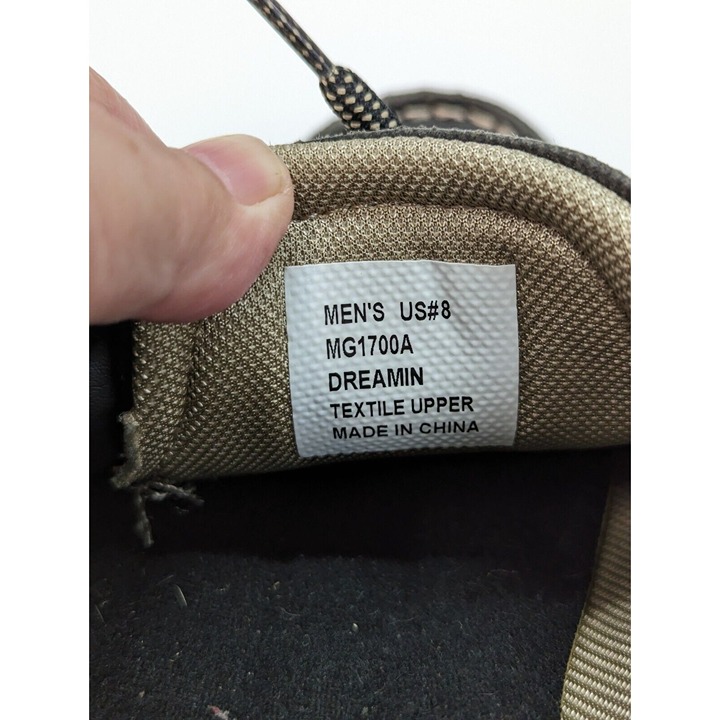 MEN'S US#8
MG1700A
DREAMIN
TEXTILE UPPER
MADE IN CHINA